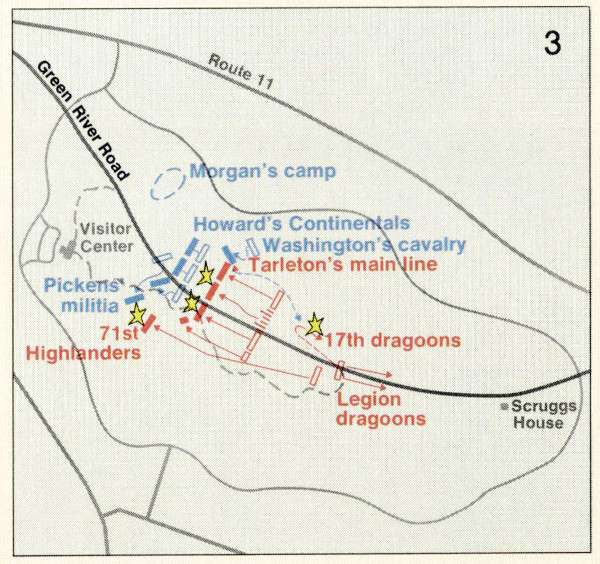 3
Route 11
Green River Road
Morgan's camp
Howard's Continentals
Washington's cavalry
Tarleton's main line
Visitor
Center
Pickens'
militia
71st
Highlanders
17th dragoons
Legion
dragoons
Scruggs
House